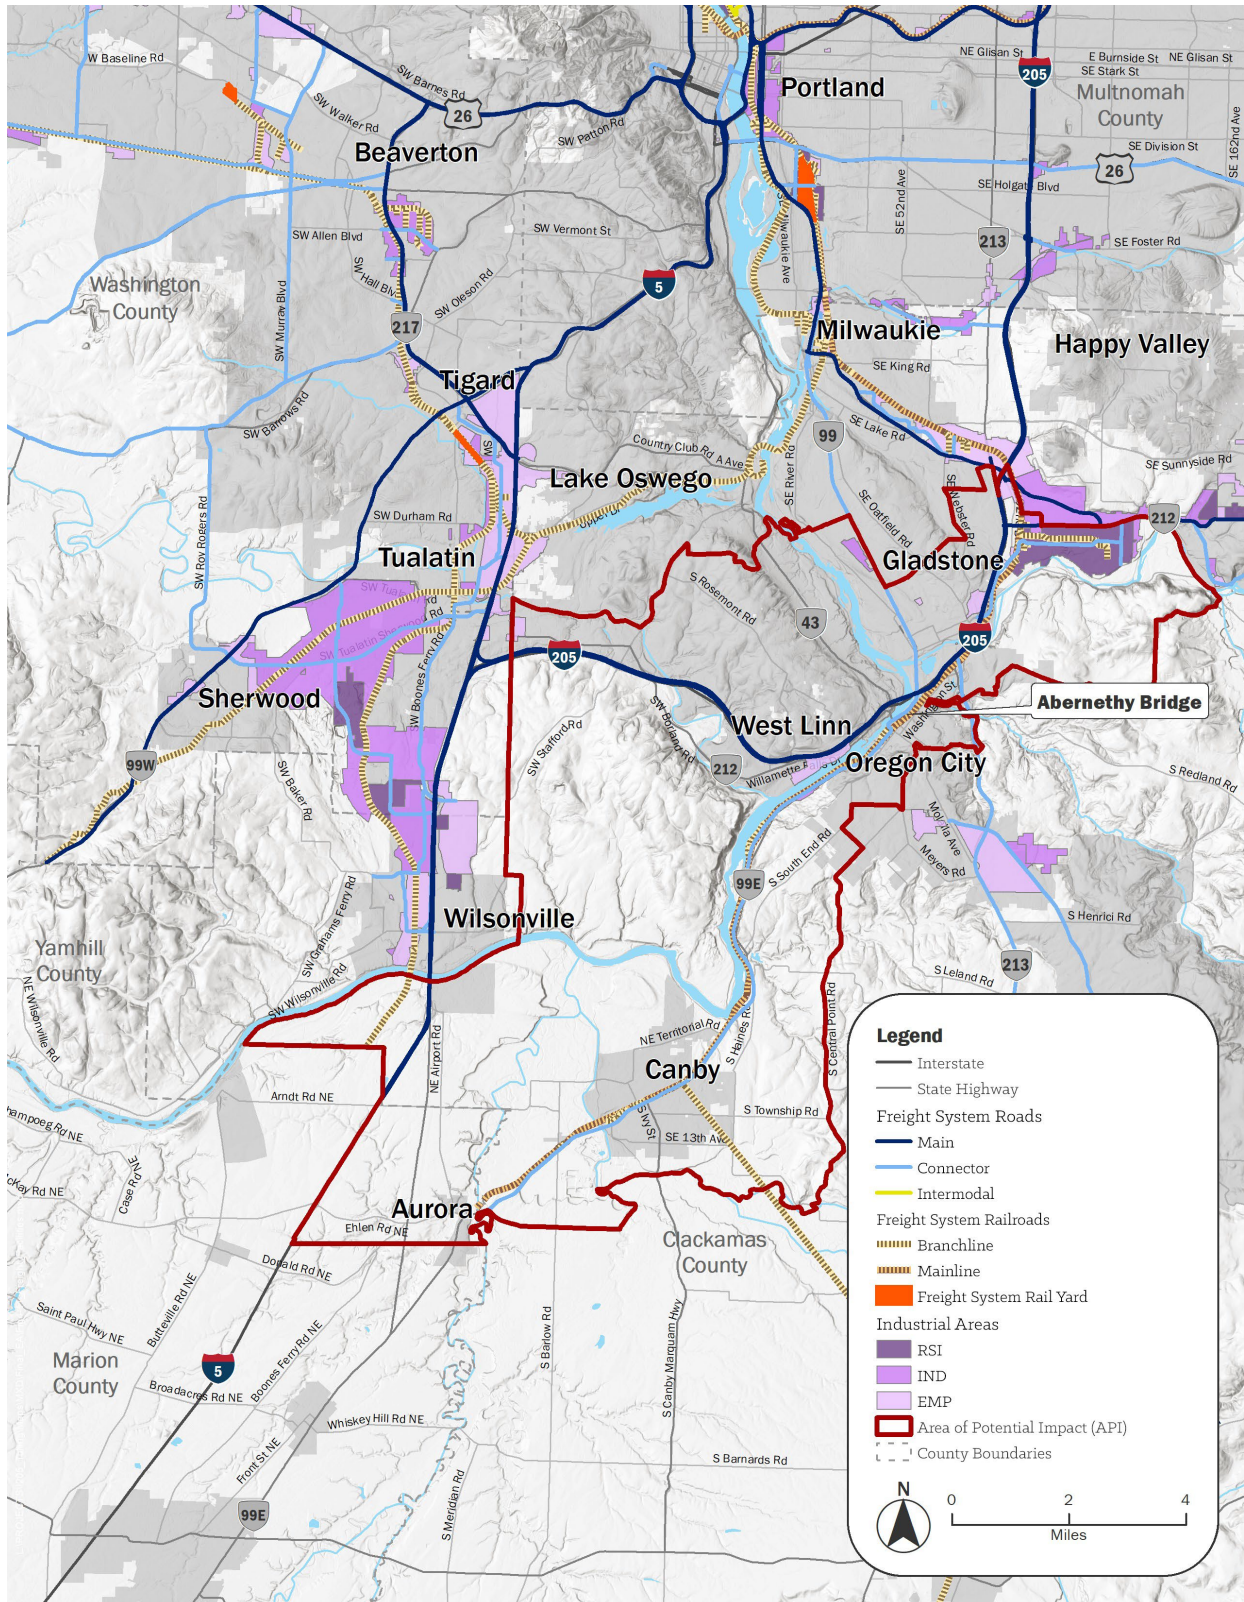 W Baseline Rd
SW Barnes Rd
26
SW Walker Rd
Beaverton
SW Patton Rd
Portland
NE Glisan St
E Burnside St
NE Glisan St
SE Stark St
205
Multnomah
County
SE 162nd Ave
SE Division St
26
SE Holgate Blvd
SE 52nd Ave
SW Allen Blvd
SW Vermont St
213
SE Foster Rd
Washington
County
SW Hall Blvd
SW Oleson Rd
5
SW Murray Blvd
217
Milwaukie
Happy Valley
SE King Rd
Tigard
SW Barrows Rd
99
SE Lake Rd
Country Club Rd
A Ave
SE River Rd
SE Sunnyside Rd
Lake Oswego
SW Roy Rogers Rd
SW Durham Rd
SE Oatfield Rd
SE Webster Rd
212
Tualatin
Gladstone
S Rosemont Rd
43
205
205
SW Boones Ferry Rd
Sherwood
Abernethy Bridge
West Linn
SW Borland Rd
SW Stafford Rd
212
Oregon City
99W
SW Baker Rd
S Redland Rd
Molalla Ave
Meyers Rd
S South End Rd
99E
SW Grahams Ferry Rd
Wilsonville
S Henrici Rd
Yamhill
County
NE Wilsonville Rd
SW Wilsonville Rd
213
S Leland Rd
S Central Point Rd
NE Territorial Rd
S Haines Rd
NE Airport Rd
Canby
Arndt Rd NE
S Township Rd
S Ivy St
SE 13th Ave
Case Rd NE
Aurora
Ehlen Rd NE
Clackamas
County
Donald Rd NE
Butteville Rd NE
Saint Paul Hwy NE
Boones Ferry Rd NE
S Barlow Rd
S Canby Marquam Hwy
Marion
County
5
Broadacres Rd NE
Whiskey Hill Rd NE
Front St NE
S Barnards Rd
S Meridian Rd
99E
Legend
Interstate
State Highway
Freight System Roads
Main
Connector
Intermodal
Freight System Railroads
Branchline
Mainline
Freight System Rail Yard
Industrial Areas
RSI
IND
EMP
Area of Potential Impact (API)
County Boundaries
N
0 2 4
Miles